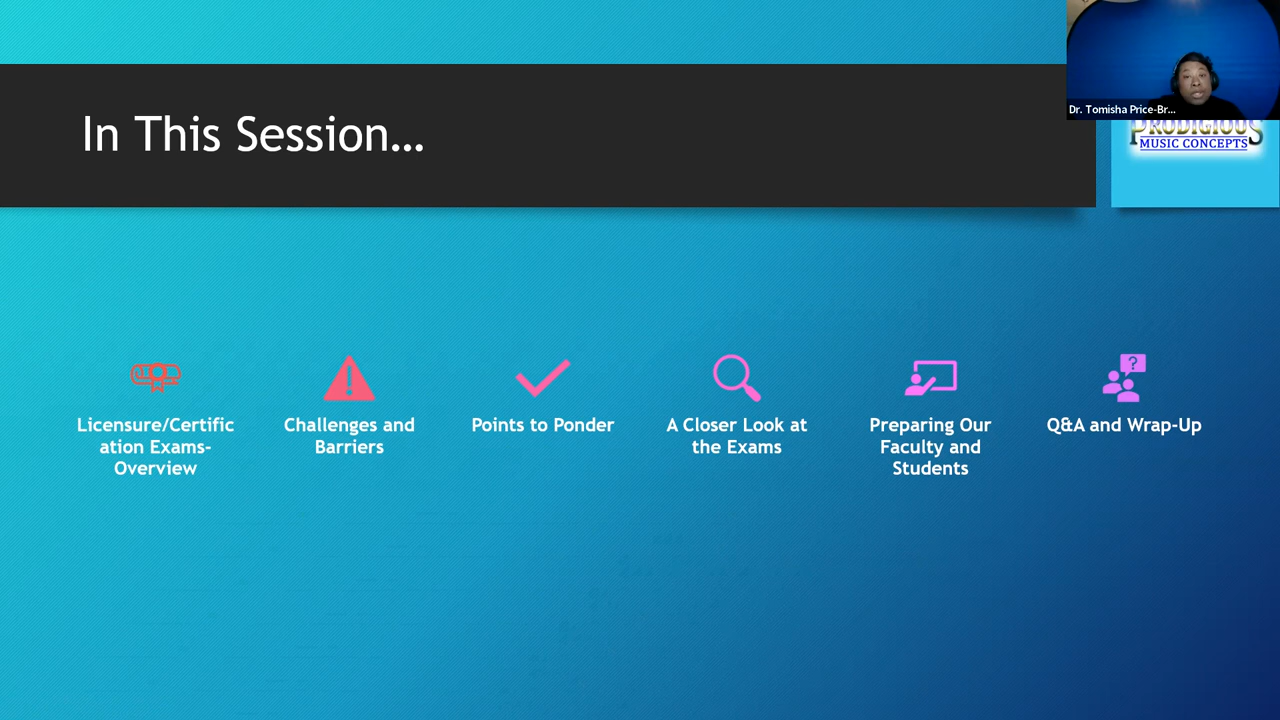 In This Session...
Dr. Tomisha Price-Br...
PRODIGIOUS
MUSIC CONCEPTS
Licensure/Certific
ation Exams-
Overview
Challenges and
Barriers
Points to Ponder
A Closer Look at
the Exams
Preparing Our
Faculty and
Students
?
Q&A and Wrap-Up